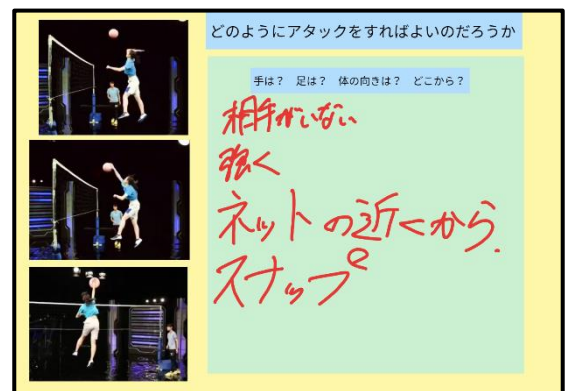 どのようにアタックをすればよいのだろうか
手は？　足は？　体の向きは？　どこから？
相手がいない
強く
ネットの近くから.
スナップ